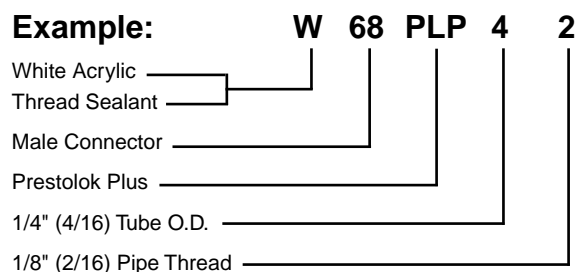 Example: W 68 PLP 4 2
White Acrylic
Thread Sealant
Male Connector
Prestolok Plus
1/4" (4/16) Tube O.D.
1/8" (2/16) Pipe Thread